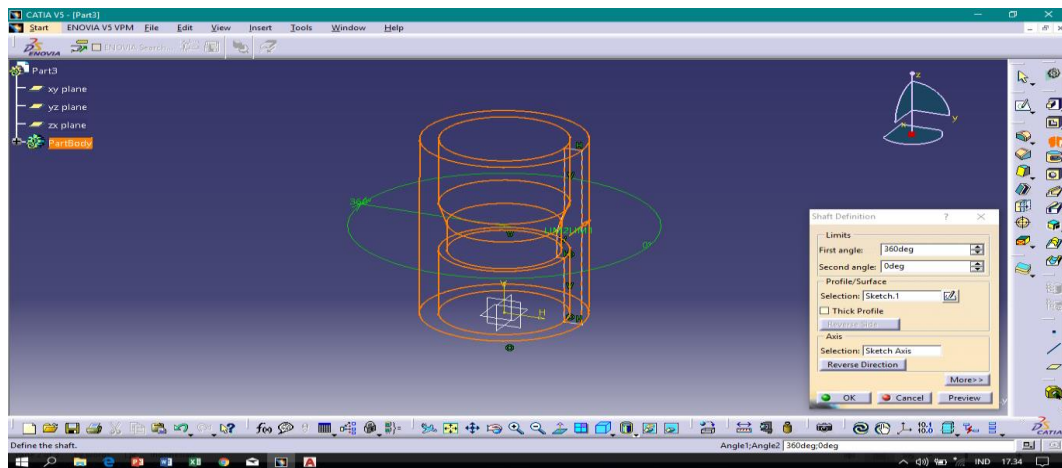 CATIA V5 - [Part3]
Start ENOVIA V5 VPM File Edit View Insert Tools Window Help
ENOVIA ENOVIA Search...
Part3
xy plane
yz plane
zx plane
PartBody
z
y
x
360°
0°
V
H
Shaft Definition ? ×
Limits
First angle: 360deg
Second angle: 0deg
Profile/Surface
Selection: Sketch.1
Thick Profile
Reverse Side
Axis
Selection: Sketch Axis
Reverse Direction
More>>
OK Cancel Preview
Define the shaft.
Angle1;Angle2 360deg;0deg
IND 17.34